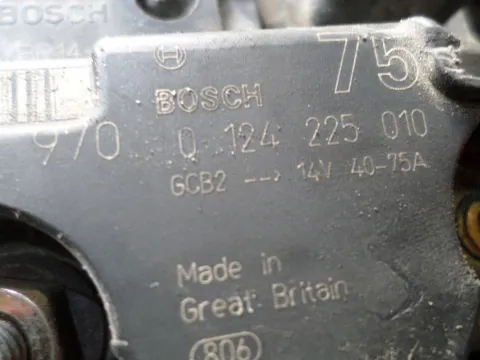 BOSCH
75
BOSCH
970 0 124 225 010
GCB2 --> 14V 40-75A
Made in
Great Britain
806